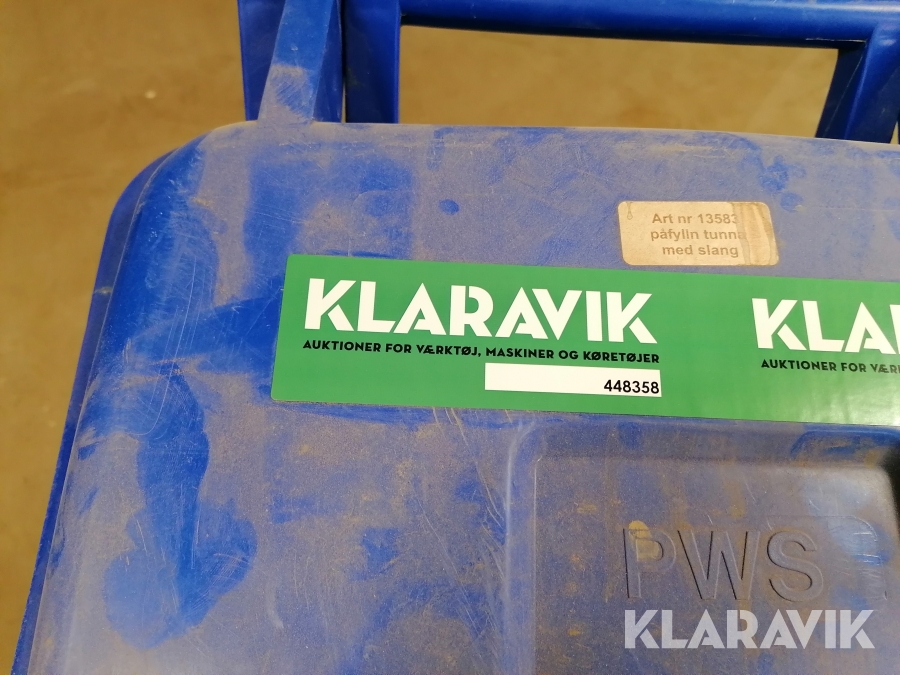 Art nr 13583
påfylln tunna
med slang
KLARAVIK
AUKTIONER FOR VÆRKTØJ, MASKINER OG KØRETØJER
448358
KLA
AUKTIONER FOR
PWS
KLARAVIK